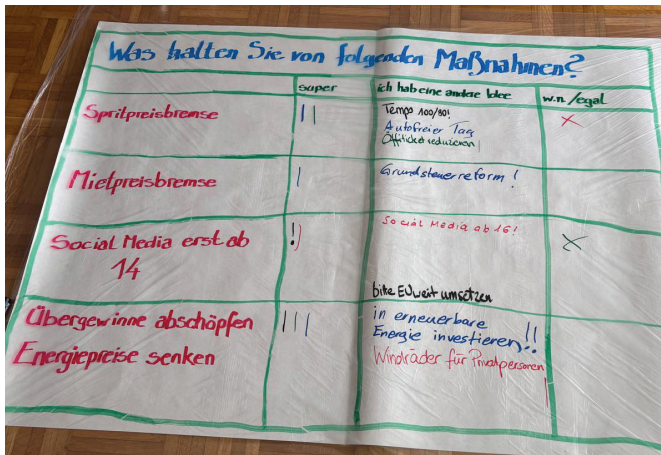 Was halten Sie von folgenden Maßnahmen?
super
ich hab eine andere Idee
w.n./egal
Spritpreisbremse
Tempo 100/80!
Autofreier Tag
Öffiticket reduzieren
Mietpreisbremse
Grundsteuerreform!
Social Media erst ab
14
Social Media ab 16!
bitte EU weit umsetzen
Übergewinne abschöpfen
Energiepreise senken
in erneuerbare
Energie investieren!!
Windräder für Privatpersonen